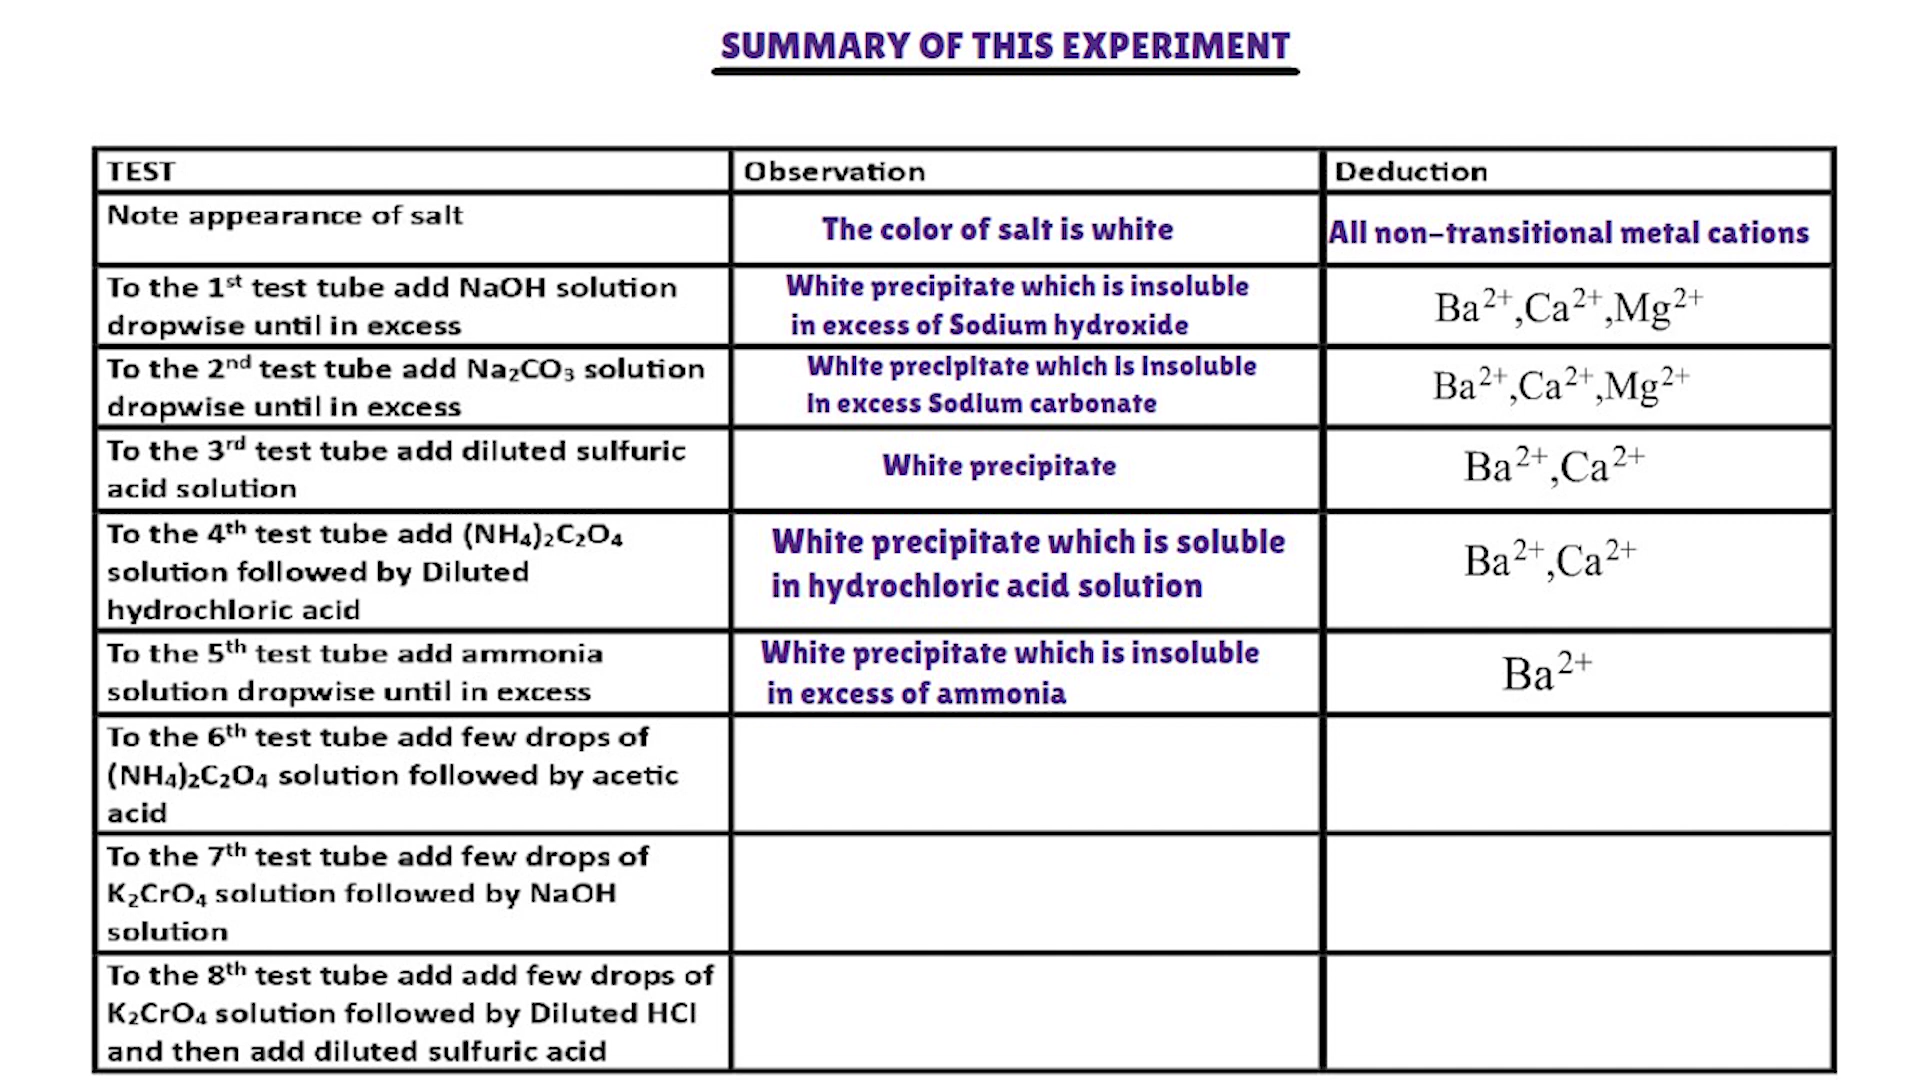 SUMMARY OF THIS EXPERIMENT
TEST
Observation
Deduction
Note appearance of salt
The color of salt is white
All non-transitional metal cations
To the 1st test tube add NaOH solution
dropwise until in excess
White precipitate which is insoluble
in excess of Sodium hydroxide
Ba²⁺,Ca²⁺,Mg²⁺
To the 2nd test tube add Na₂CO₃ solution
dropwise until in excess
White precipitate which is insoluble
in excess Sodium carbonate
Ba²⁺,Ca²⁺,Mg²⁺
To the 3rd test tube add diluted sulfuric
acid solution
White precipitate
Ba²⁺,Ca²⁺
To the 4th test tube add (NH₄)₂C₂O₄
solution followed by Diluted
hydrochloric acid
White precipitate which is soluble
in hydrochloric acid solution
Ba²⁺,Ca²⁺
To the 5th test tube add ammonia
solution dropwise until in excess
White precipitate which is insoluble
in excess of ammonia
Ba²⁺
To the 6th test tube add few drops of
(NH₄)₂C₂O₄ solution followed by acetic
acid
To the 7th test tube add few drops of
K₂CrO₄ solution followed by NaOH
solution
To the 8th test tube add add few drops of
K₂CrO₄ solution followed by Diluted HCl
and then add diluted sulfuric acid